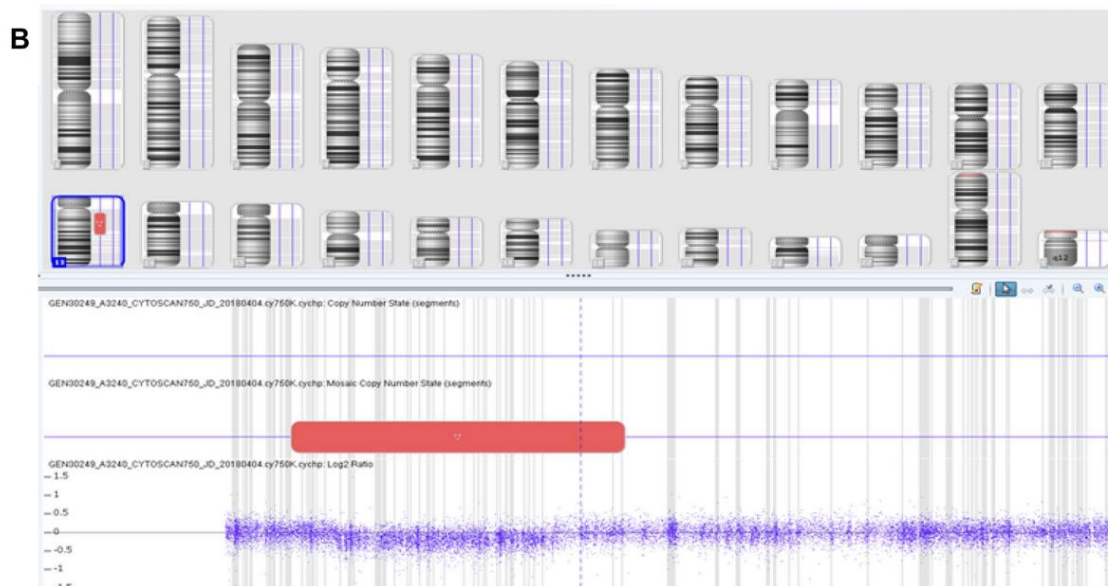 B
13
q12
GEN30249_A3240_CYTOSCAN750_JD_20180404.cy750K.cychp: Copy Number State (segments)
GEN30249_A3240_CYTOSCAN750_JD_20180404.cy750K.cychp: Mosaic Copy Number State (segments)
GEN30249_A3240_CYTOSCAN750_JD_20180404.cy750K.cychp: Log2 Ratio
1.5
1
0.5
0
-0.5
-1